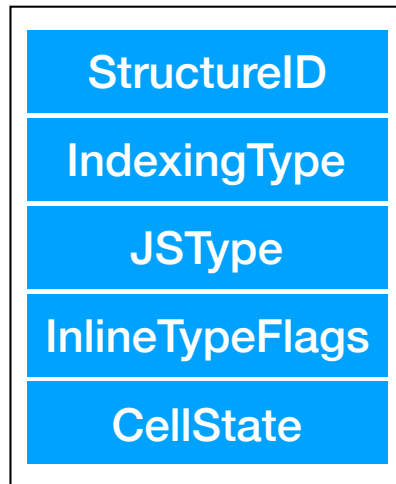 StructureID
IndexingType
JSType
InlineTypeFlags
CellState